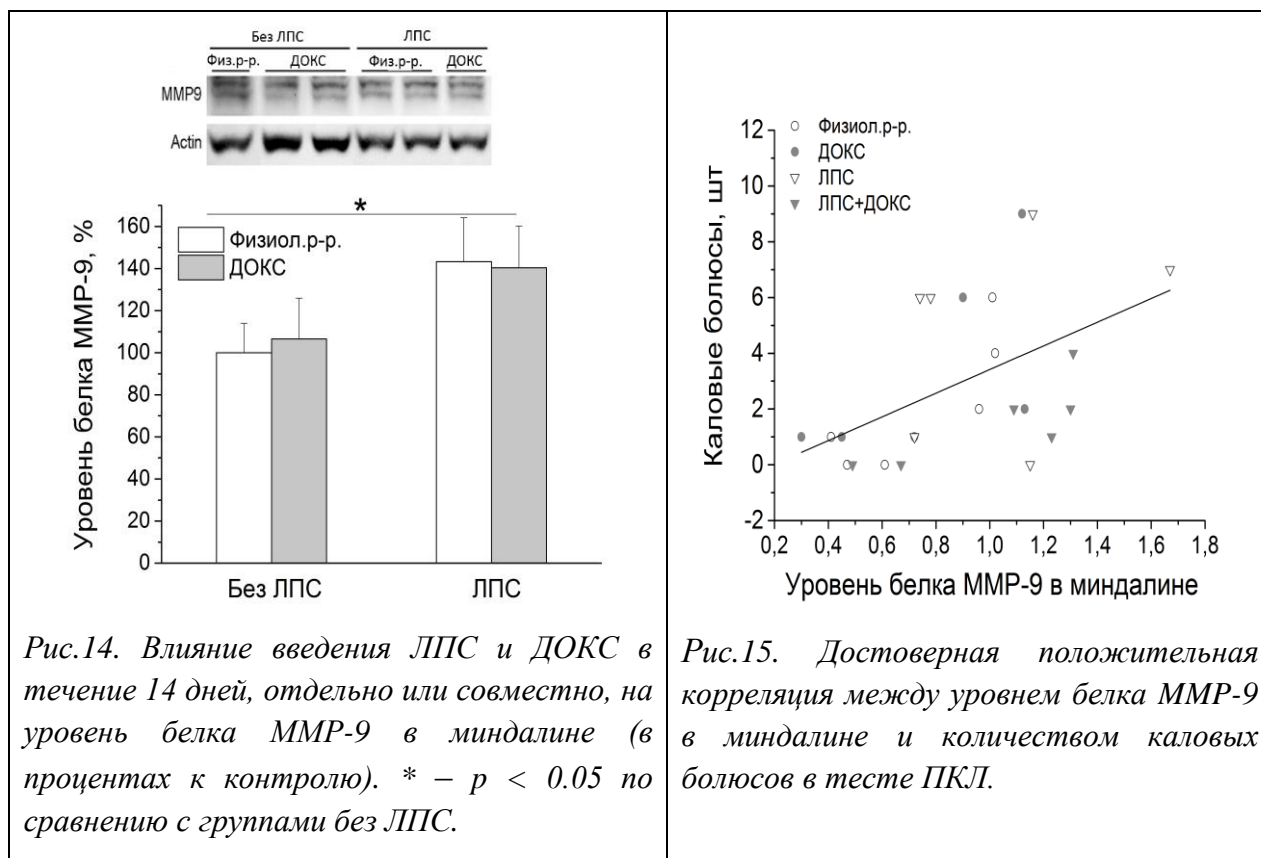 Без ЛПС ЛПС
Физ.р-р. ДОКС Физ.р-р. ДОКС
MMP9
Actin
*
Уровень белка MMP-9, %
160
140
120
100
80
60
40
20
0
Физиол.р-р.
ДОКС
Без ЛПС ЛПС
Рис.14. Влияние введения ЛПС и ДОКС в
течение 14 дней, отдельно или совместно, на
уровень белка MMP-9 в миндалине (в
процентах к контролю). * – p < 0.05 по
сравнению с группами без ЛПС.
Каловые болюсы, шт
12
10
8
6
4
2
0
-2
Физиол.р-р.
ДОКС
ЛПС
ЛПС+ДОКС
0,2 0,4 0,6 0,8 1,0 1,2 1,4 1,6 1,8
Уровень белка MMP-9 в миндалине
Рис.15. Достоверная положительная
корреляция между уровнем белка MMP-9
в миндалине и количеством каловых
болюсов в тесте ПКЛ.